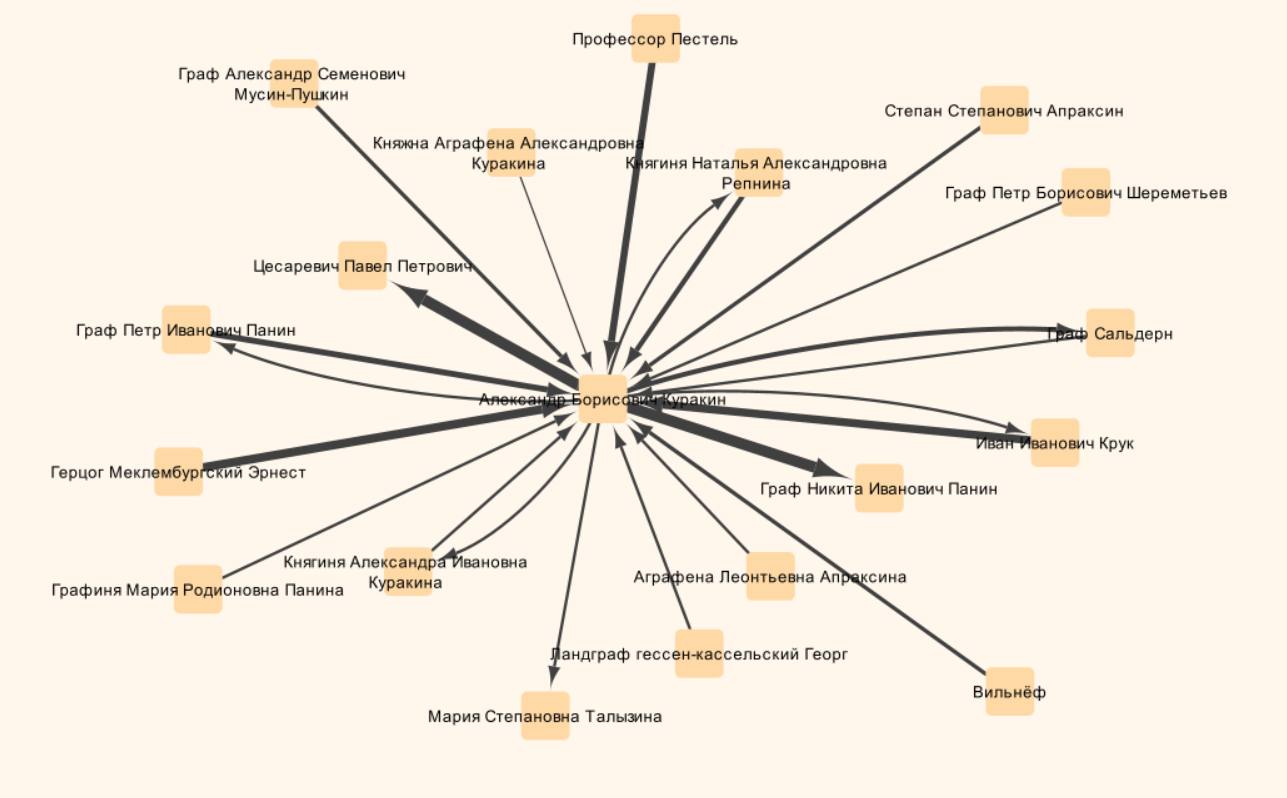 Профессор Пестель
Граф Александр Семенович
Мусин-Пушкин
Степан Степанович Апраксин
Княжна Аграфена Александровна
Куракина
Княгиня Наталья Александровна
Репнина
Граф Петр Борисович Шереметьев
Цесаревич Павел Петрович
Граф Петр Иванович Панин
Граф Сальдерн
Александр Борисович Куракин
Иван Иванович Крук
Герцог Меклембургский Эрнест
Граф Никита Иванович Панин
Княгиня Александра Ивановна
Куракина
Аграфена Леонтьевна Апраксина
Графиня Мария Родионовна Панина
Ландграф гессен-кассельский Георг
Вильнёф
Мария Степановна Талызина